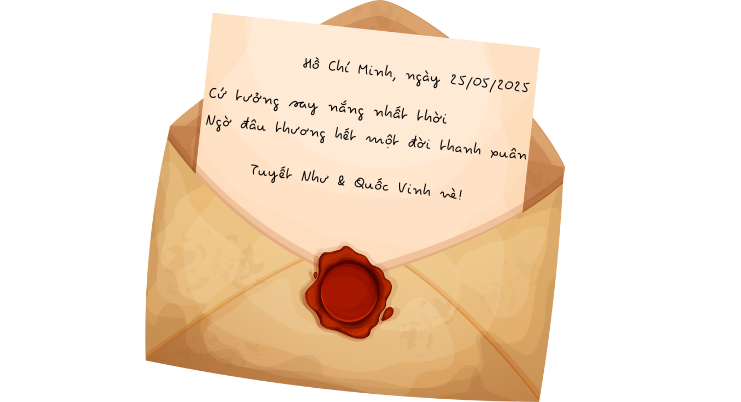 Hồ Chí Minh, ngày 25/05/2025
Cứ tưởng say nắng nhất thời
Ngờ đâu thương hết một đời thanh xuân
Tuyết Như & Quốc Vinh nè!